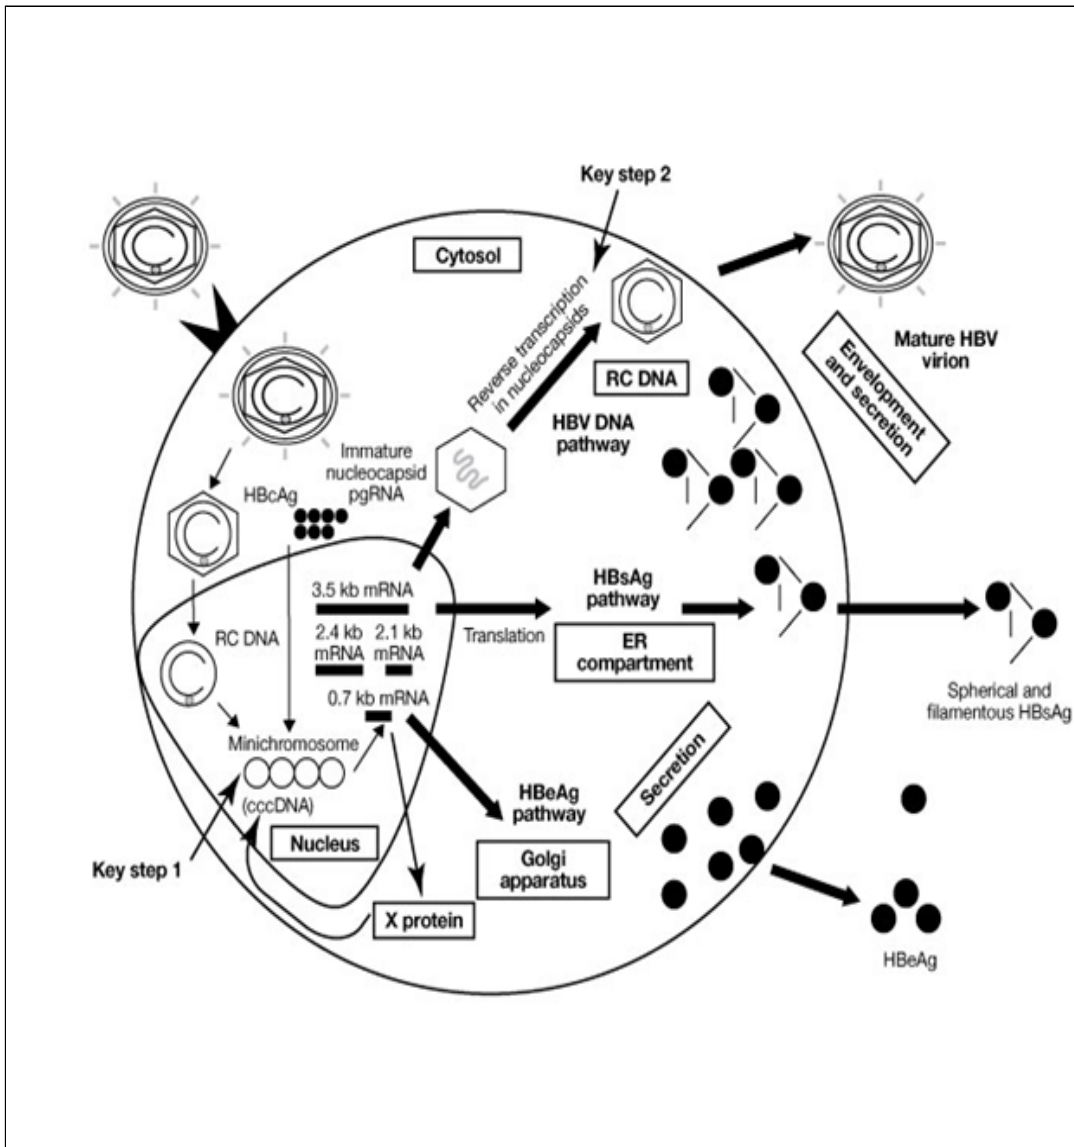 Key step 2
Cytosol
Reverse transcription
in nucleocapsids
RC DNA
HBV DNA
pathway
Mature HBV
virion
Envelopment
and secretion
Immature
nucleocapsid
pgRNA
HBcAg
3.5 kb mRNA
2.4 kb
mRNA
2.1 kb
mRNA
0.7 kb mRNA
RC DNA
Minichromosome
(cccDNA)
Key step 1
Nucleus
Translation
HBsAg
pathway
ER
compartment
Spherical and
filamentous HBsAg
Secretion
HBeAg
pathway
Golgi
apparatus
X protein
HBeAg